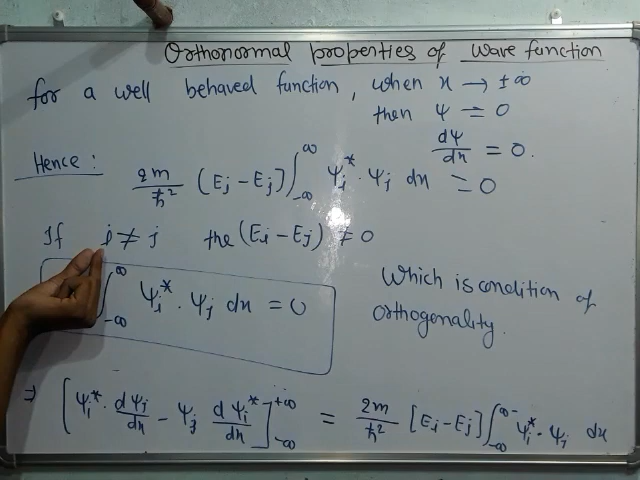 Orthonormal properties of wave function
for a well behaved function, when x → ± ∞
then ψ = 0
dψ/dx = 0.
Hence:
2m/ħ² (Ej - Ej) ∫_-∞^∞ ψi* . ψj dx = 0
If i ≠ j the (Ei - Ej) ≠ 0
∫_-∞^∞ ψi* . ψj dx = 0
Which is condition of
orthogonality.
⇒ [ψi* . dψj/dx - ψj dψi*/dx]_-∞^+∞ = 2m/ħ² [Ei - Ej] ∫_-∞^∞ ψi* . ψj dx